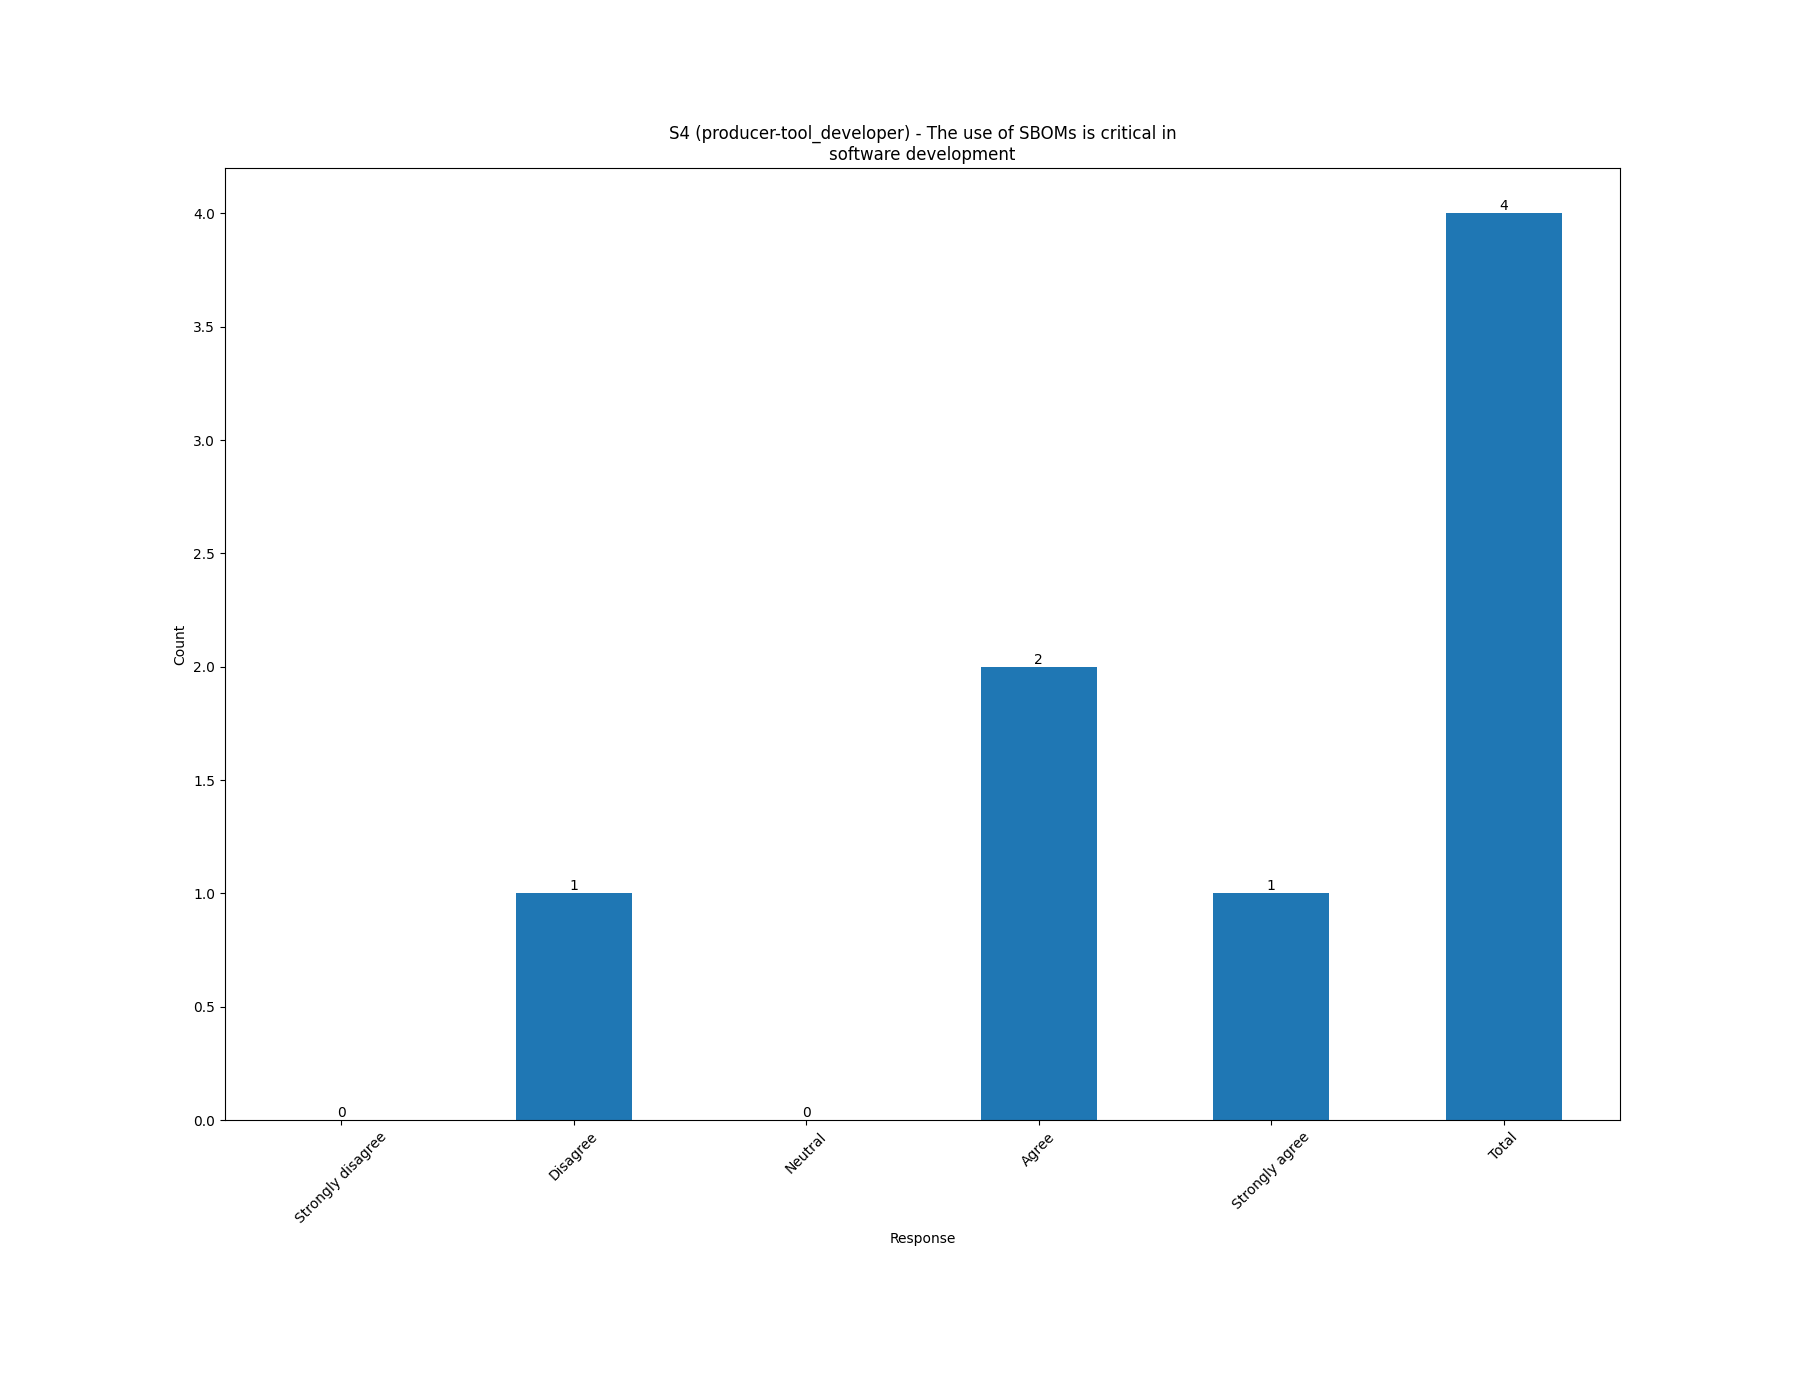 S4 (producer-tool_developer) - The use of SBOMs is critical in
software development
4.0
3.5
3.0
2.5
2.0
1.5
1.0
0.5
0.0
Count
0
1
0
2
1
4
Strongly disagree
Disagree
Neutral
Agree
Strongly agree
Total
Response